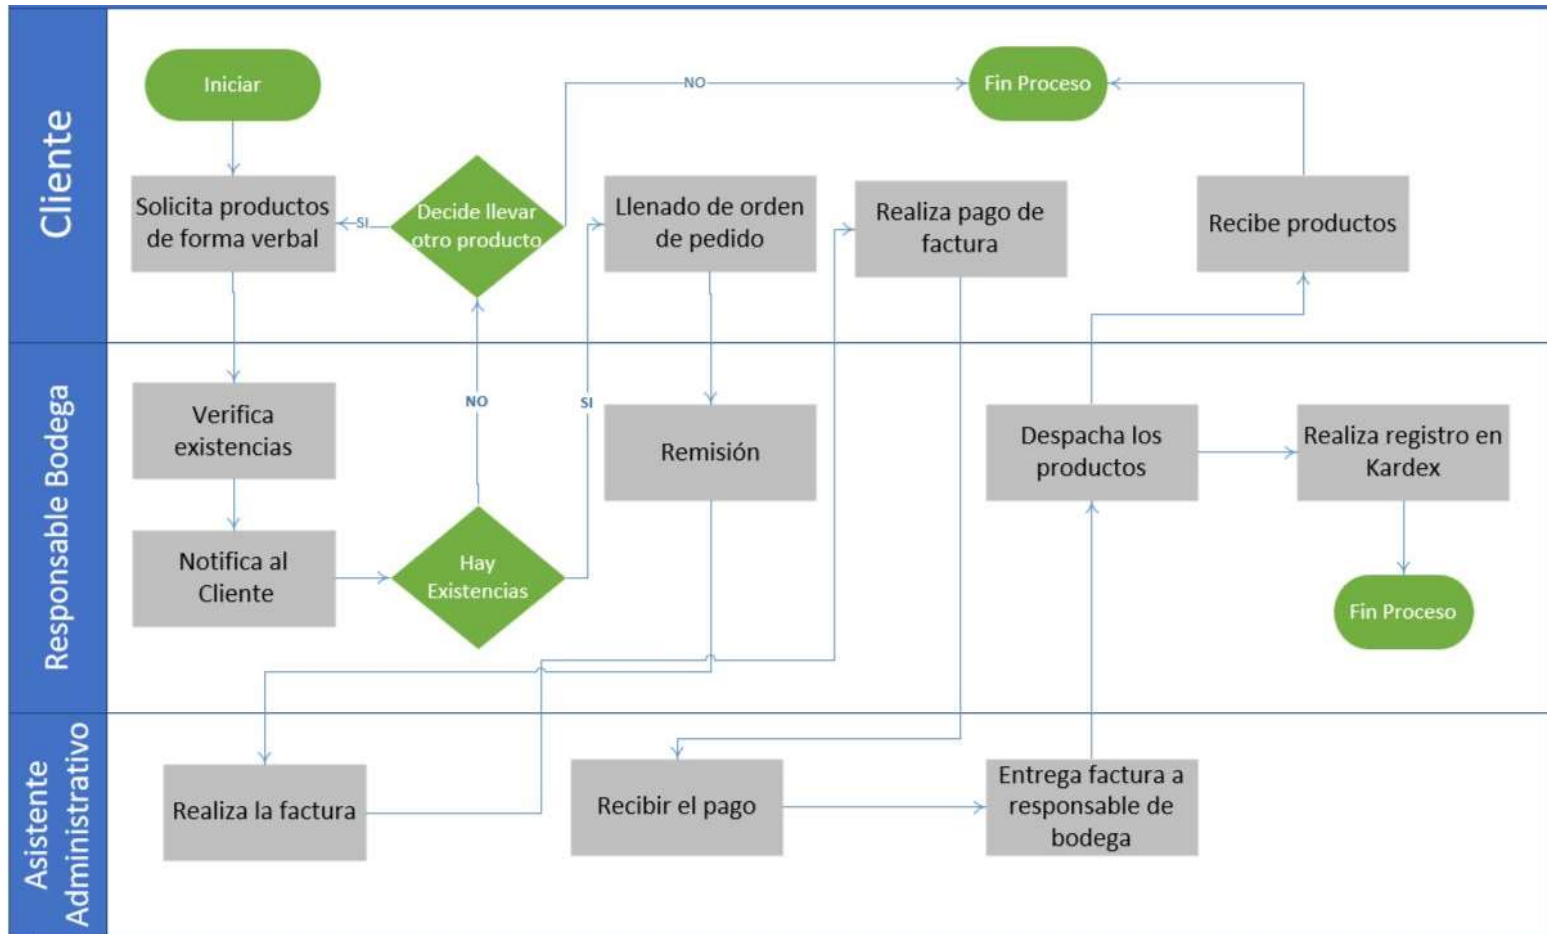 Cliente
Iniciar
NO
Fin Proceso
Solicita productos
de forma verbal
SI
Decide llevar
otro producto
Llenado de orden
de pedido
Realiza pago de
factura
Recibe productos
Responsable Bodega
Verifica
existencias
NO
SI
Remisión
Despacha los
productos
Realiza registro en
Kardex
Notifica al
Cliente
Hay
Existencias
Fin Proceso
Asistente
Administrativo
Realiza la factura
Recibir el pago
Entrega factura a
responsable de
bodega